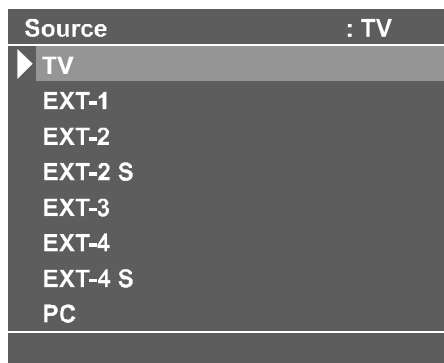 Source : TV
TV
EXT-1
EXT-2
EXT-2 S
EXT-3
EXT-4
EXT-4 S
PC